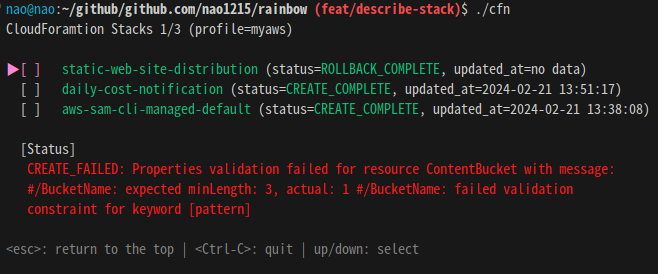 nao@nao:~/github/github.com/nao1215/rainbow (feat/describe-stack)$ ./cfn
CloudForamtion Stacks 1/3 (profile=myaws)
▶[ ] static-web-site-distribution (status=ROLLBACK_COMPLETE, updated_at=no data)
[ ] daily-cost-notification (status=CREATE_COMPLETE, updated_at=2024-02-21 13:51:17)
[ ] aws-sam-cli-managed-default (status=CREATE_COMPLETE, updated_at=2024-02-21 13:38:08)
[Status]
CREATE_FAILED: Properties validation failed for resource ContentBucket with message:
#/BucketName: expected minLength: 3, actual: 1 #/BucketName: failed validation
constraint for keyword [pattern]
<esc>: return to the top | <Ctrl-C>: quit | up/down: select